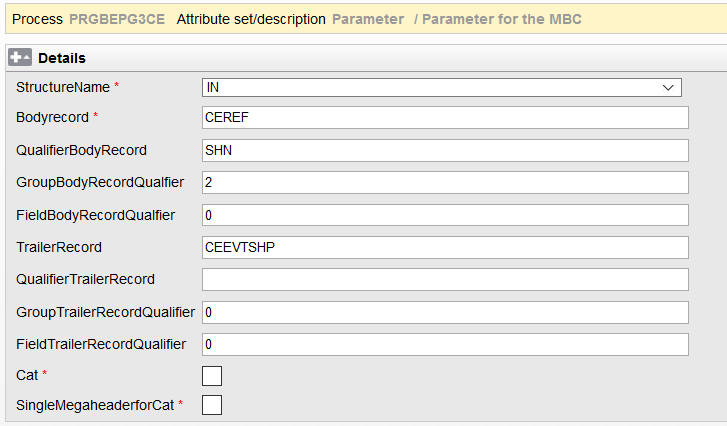 Process PRGBEPG3CE Attribute set/description Parameter / Parameter for the MBC
Details
StructureName * IN
Bodyrecord * CEREF
QualifierBodyRecord SHN
GroupBodyRecordQualfier 2
FieldBodyRecordQualfier 0
TrailerRecord CEEVTSHP
QualifierTrailerRecord
GroupTrailerRecordQualifier 0
FieldTrailerRecordQualifier 0
Cat *
SingleMegaheaderforCat *